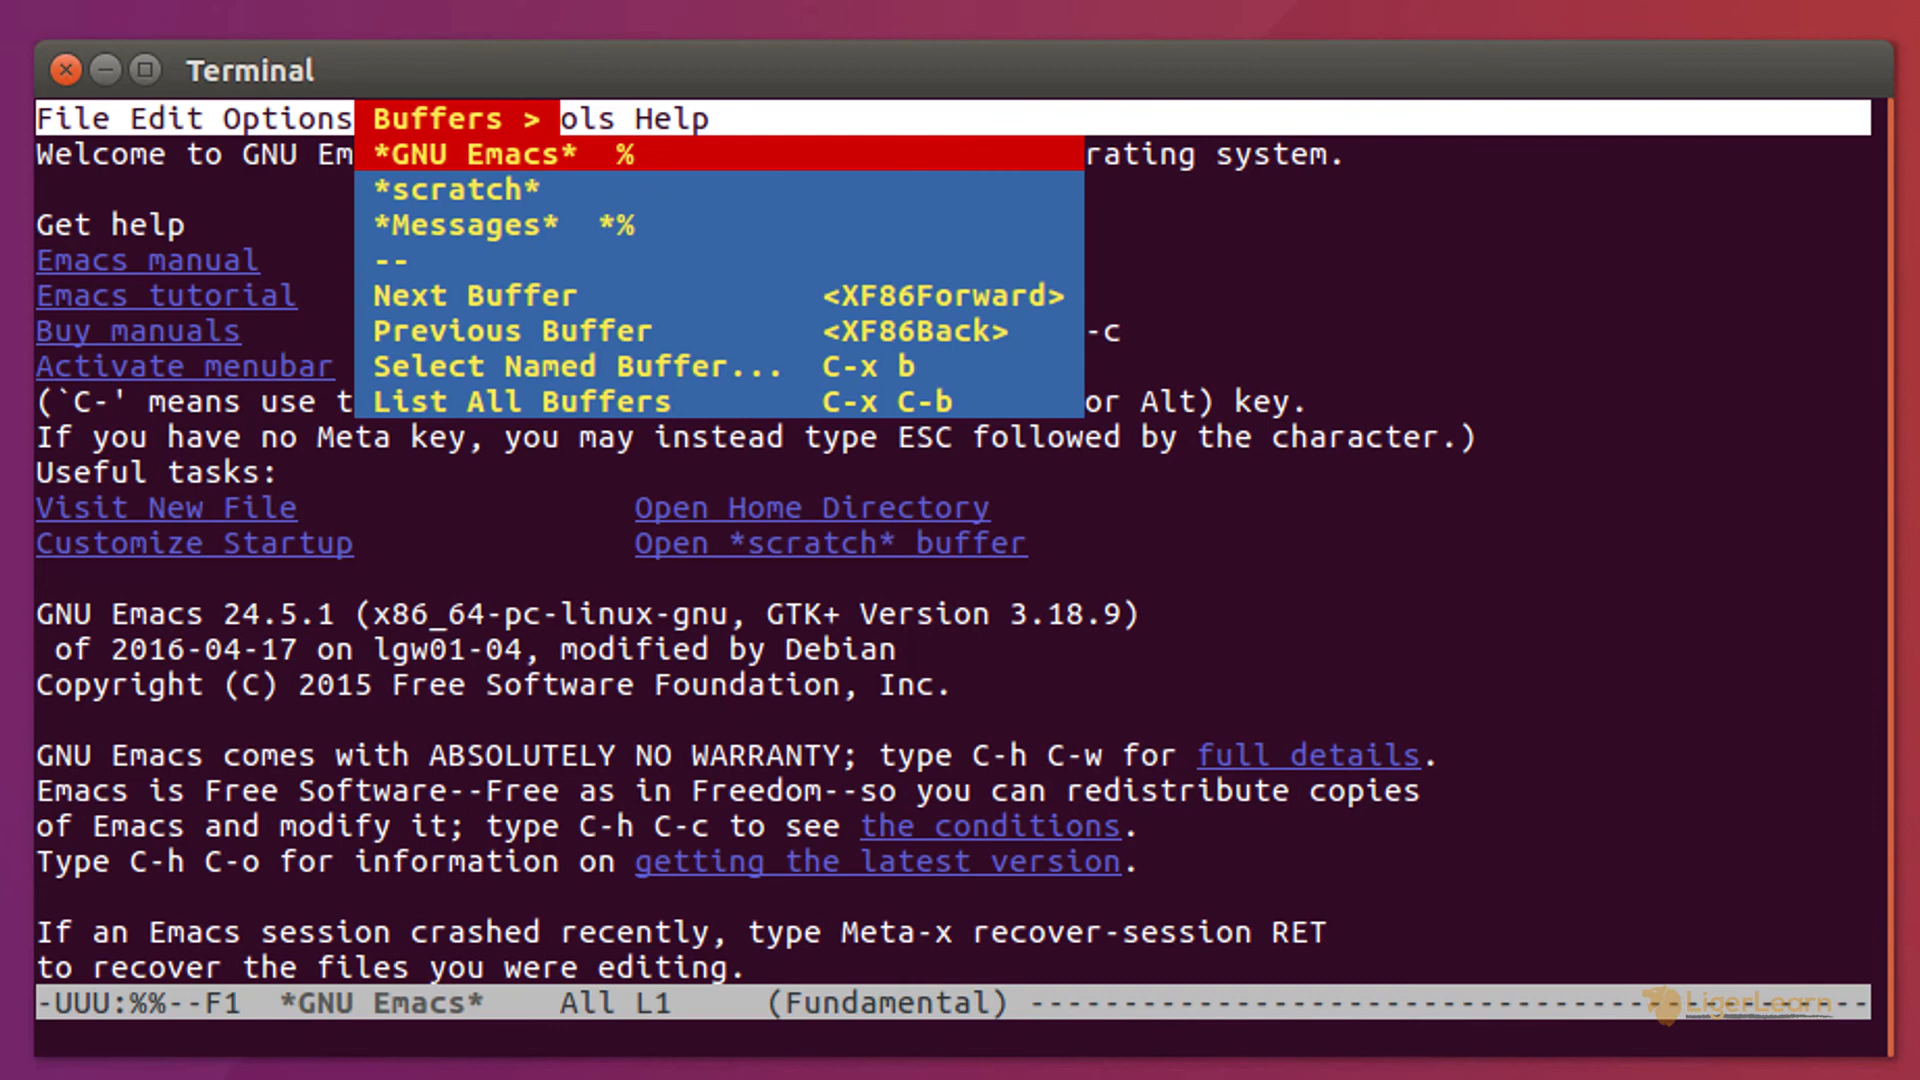 Terminal
File Edit Options Buffers > ols Help
Welcome to GNU Em *GNU Emacs* % rating system.
*scratch*
Get help *Messages* *%
Emacs manual --
Emacs tutorial Next Buffer <XF86Forward>
Buy manuals Previous Buffer <XF86Back> -c
Activate menubar Select Named Buffer... C-x b
(`C-' means use t List All Buffers C-x C-b or Alt) key.
If you have no Meta key, you may instead type ESC followed by the character.)
Useful tasks:
Visit New File Open Home Directory
Customize Startup Open *scratch* buffer
GNU Emacs 24.5.1 (x86_64-pc-linux-gnu, GTK+ Version 3.18.9)
of 2016-04-17 on lgw01-04, modified by Debian
Copyright (C) 2015 Free Software Foundation, Inc.
GNU Emacs comes with ABSOLUTELY NO WARRANTY; type C-h C-w for full details.
Emacs is Free Software--Free as in Freedom--so you can redistribute copies
of Emacs and modify it; type C-h C-c to see the conditions.
Type C-h C-o for information on getting the latest version.
If an Emacs session crashed recently, type Meta-x recover-session RET
to recover the files you were editing.
-UUU:%%--F1 *GNU Emacs* All L1 (Fundamental) --------------------------------- LigerLearn --